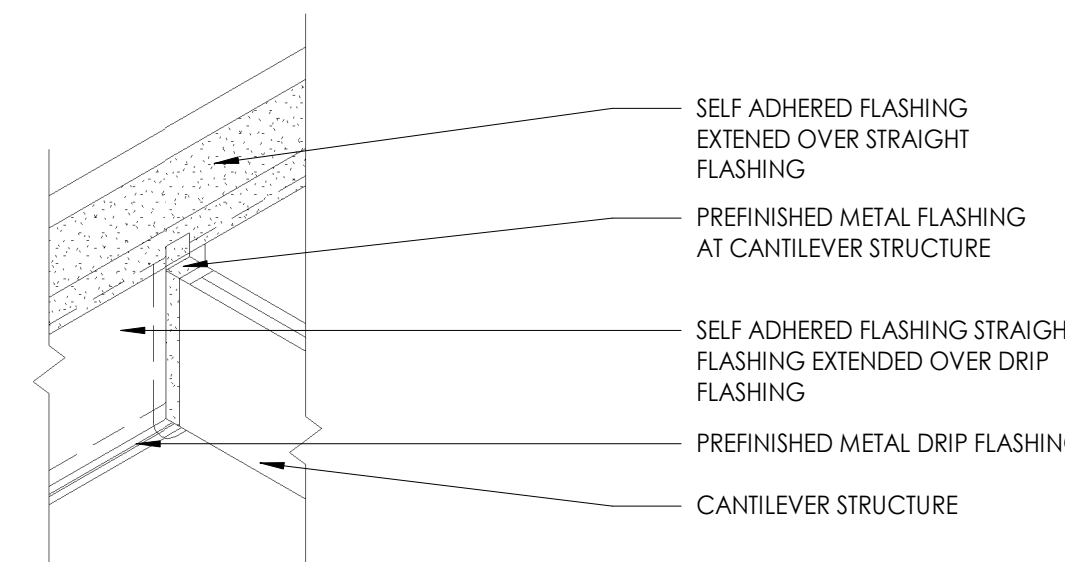 SELF ADHERED FLASHING
EXTENED OVER STRAIGHT
FLASHING
PREFINISHED METAL FLASHING
AT CANTILEVER STRUCTURE
SELF ADHERED FLASHING STRAIGH
FLASHING EXTENDED OVER DRIP
FLASHING
PREFINISHED METAL DRIP FLASHIN
CANTILEVER STRUCTURE